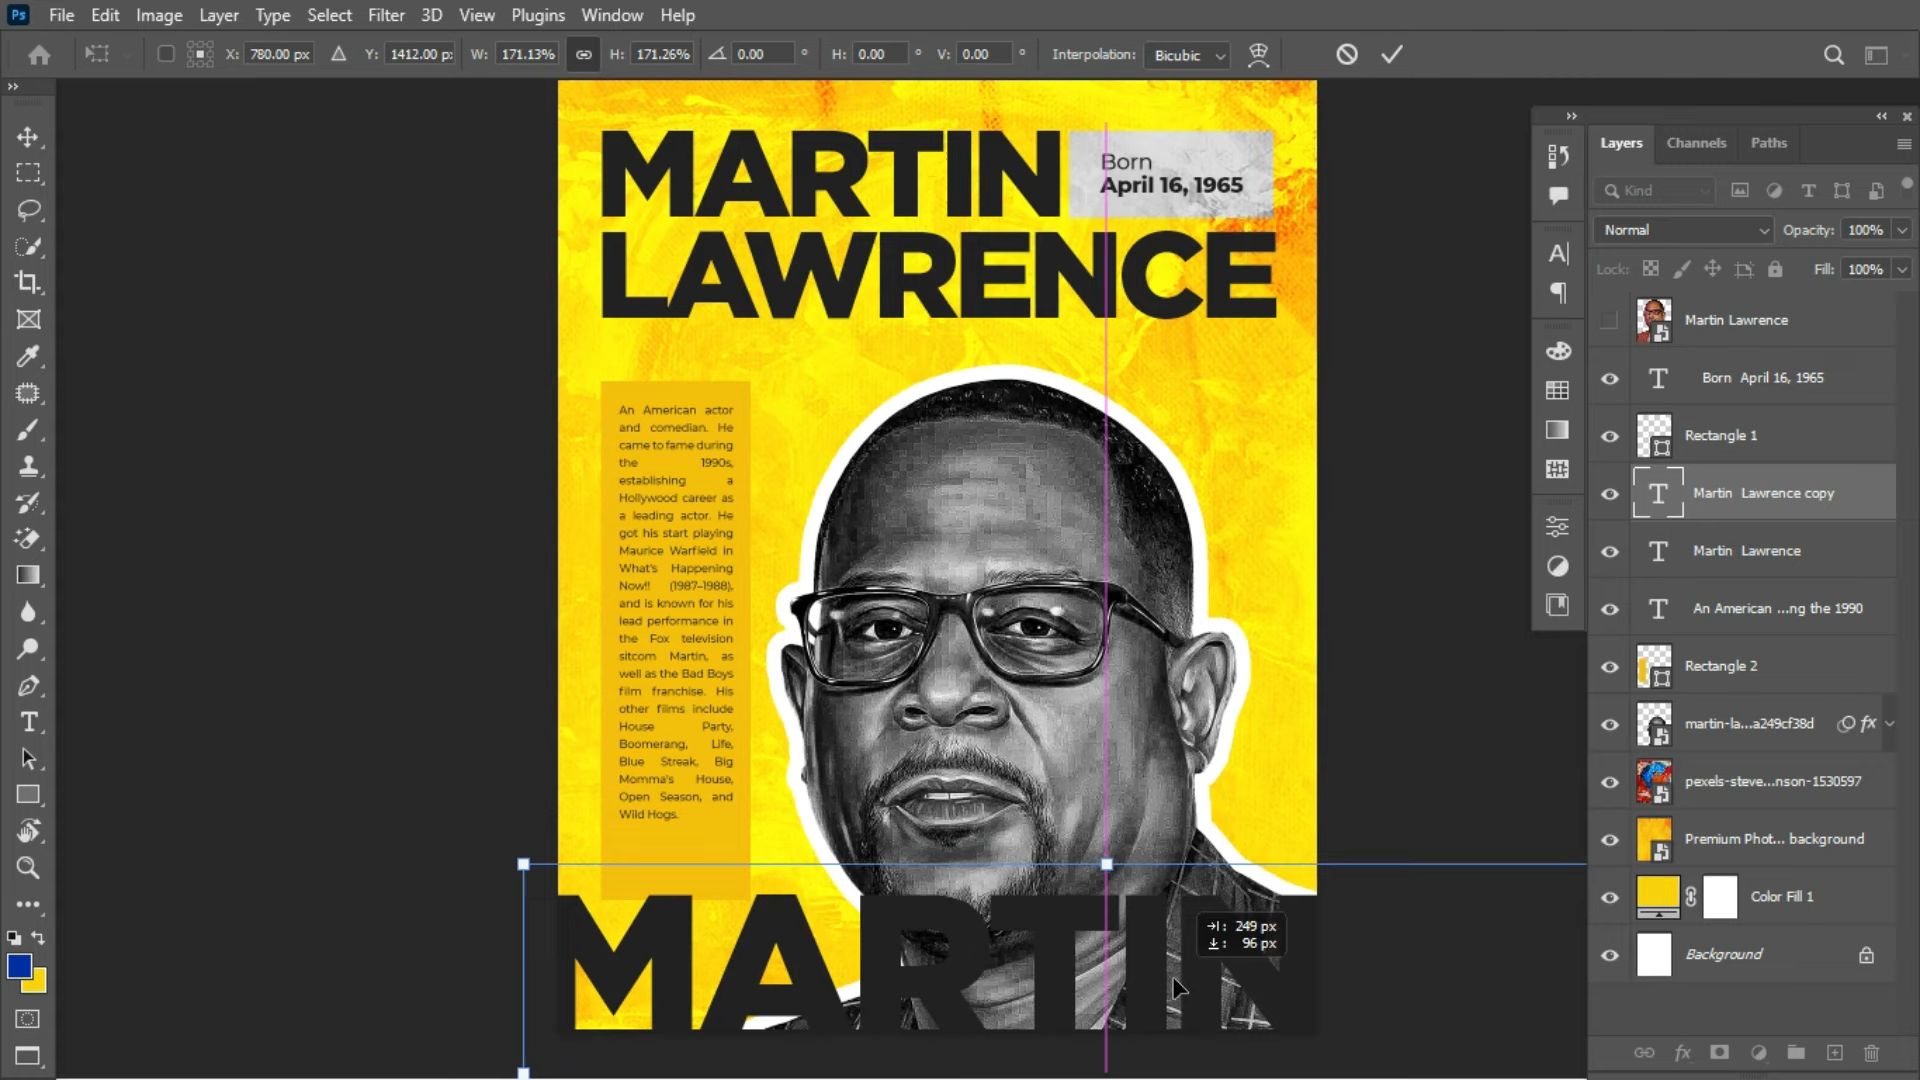 Ps File Edit Image Layer Type Select Filter 3D View Plugins Window Help
X: 780.00 px Y: 1412.00 px W: 171.13% H: 171.26% 0.00 ° H: 0.00 ° V: 0.00 ° Interpolation: Bicubic
MARTIN
LAWRENCE
Born
April 16, 1965
An American actor
and comedian. He
came to fame during
the 1990s,
establishing a
Hollywood career as
a leading actor. He
got his start playing
Maurice Warfield in
What's Happening
Now!! (1987–1988),
and is known for his
lead performance in
the Fox television
sitcom Martin, as
well as the Bad Boys
film franchise. His
other films include
House Party,
Boomerang, Life,
Blue Streak, Big
Momma's House,
Open Season, and
Wild Hogs.
MARTIN
249 px
96 px
Layers Channels Paths
Kind
Normal Opacity: 100%
Lock: Fill: 100%
Martin Lawrence
Born April 16, 1965
Rectangle 1
Martin Lawrence copy
Martin Lawrence
An American ...ng the 1990
Rectangle 2
martin-la...a249cf38d fx
pexels-steve...nson-1530597
Premium Phot... background
Color Fill 1
Background
fx